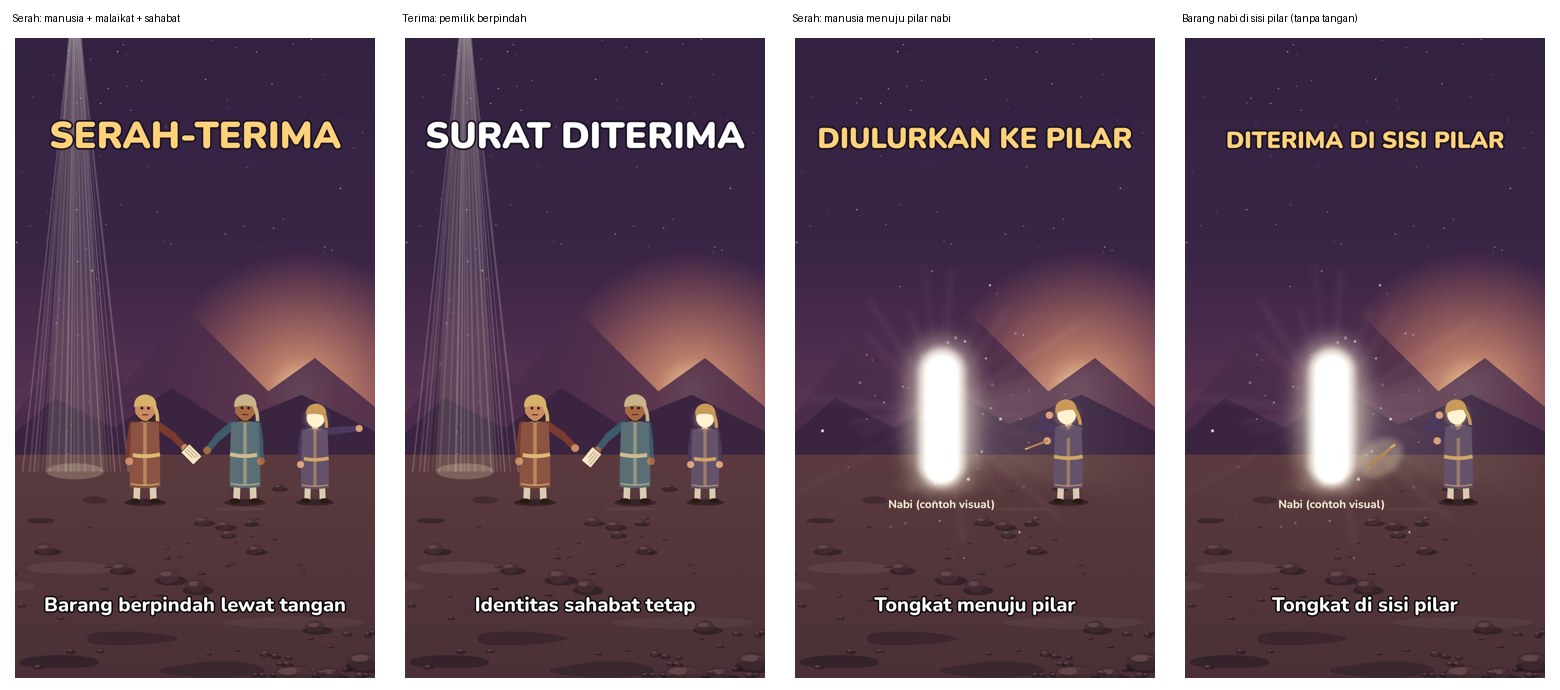 Serah: manusia + malaikat + sahabat
SERAH-TERIMA
Barang berpindah lewat tangan
Terima: pemilik berpindah
SURAT DITERIMA
Identitas sahabat tetap
Serah: manusia menuju pilar nabi
DIULURKAN KE PILAR
Nabi (contoh visual)
Tongkat menuju pilar
Barang nabi di sisi pilar (tanpa tangan)
DITERIMA DI SISI PILAR
Nabi (contoh visual)
Tongkat di sisi pilar